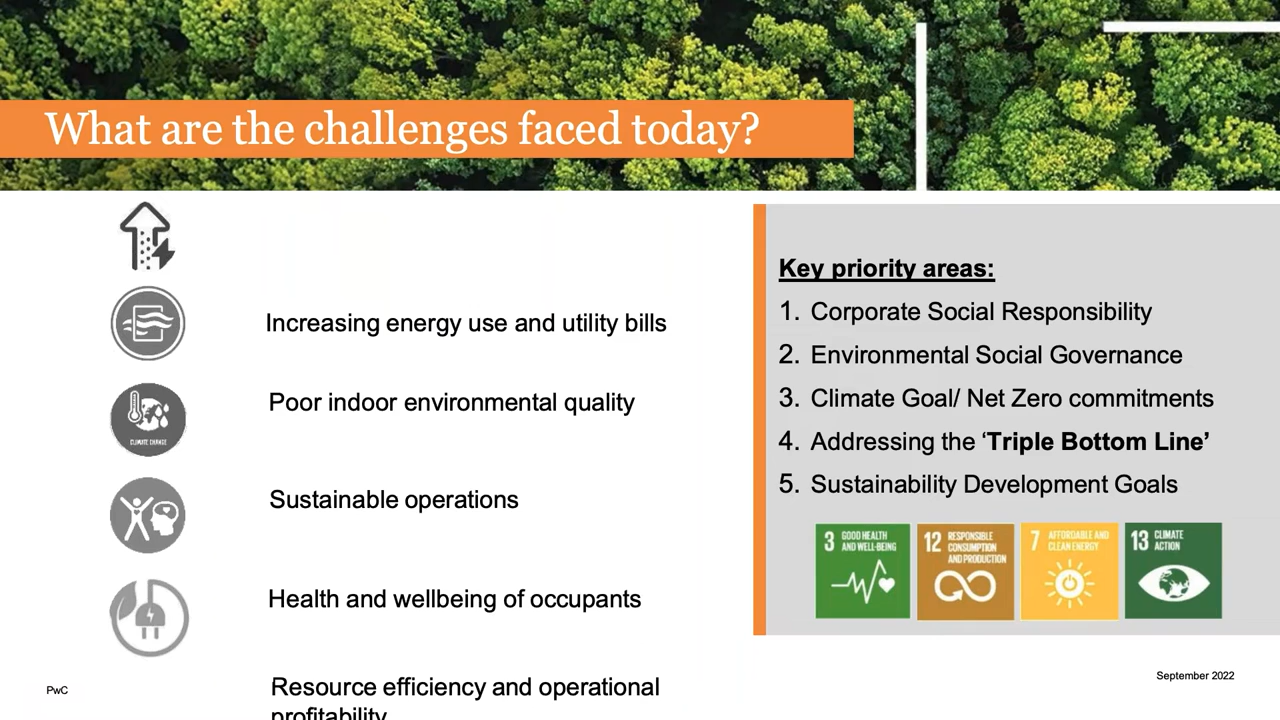 What are the challenges faced today?
Increasing energy use and utility bills
Poor indoor environmental quality
CLIMATE CHANGE
Sustainable operations
Health and wellbeing of occupants
Resource efficiency and operational
profitability
Key priority areas:
1. Corporate Social Responsibility
2. Environmental Social Governance
3. Climate Goal/ Net Zero commitments
4. Addressing the ‘Triple Bottom Line’
5. Sustainability Development Goals
3 GOOD HEALTH
AND WELL-BEING
12 RESPONSIBLE
CONSUMPTION
AND PRODUCTION
7 AFFORDABLE AND
CLEAN ENERGY
13 CLIMATE
ACTION
PwC
September 2022